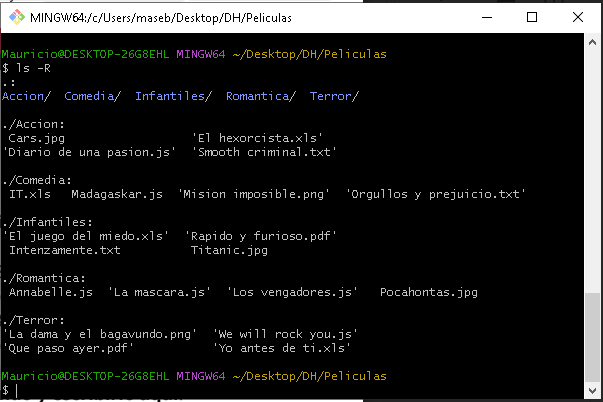 MINGW64:/c/Users/maseb/Desktop/DH/Peliculas
Mauricio@DESKTOP-26G8EHL MINGW64 ~/Desktop/DH/Peliculas
$ ls -R
.:
Accion/  Comedia/  Infantiles/  Romantica/  Terror/
./Accion:
 Cars.jpg                 'El hexorcista.xls'
'Diario de una pasion.js'  'Smooth criminal.txt'
./Comedia:
 IT.xls   Madagaskar.js  'Mision imposible.png'  'Orgullos y prejuicio.txt'
./Infantiles:
'El juego del miedo.xls'  'Rapido y furioso.pdf'
 Intenzamente.txt          Titanic.jpg
./Romantica:
 Annabelle.js  'La mascara.js'  'Los vengadores.js'   Pocahontas.jpg
./Terror:
'La dama y el bagavundo.png'  'We will rock you.js'
'Que paso ayer.pdf'           'Yo antes de ti.xls'
Mauricio@DESKTOP-26G8EHL MINGW64 ~/Desktop/DH/Peliculas
$